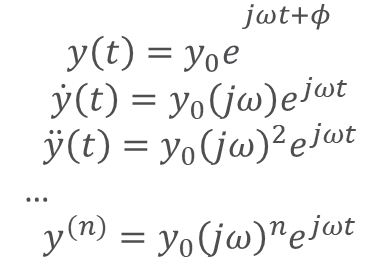 y(t) = y₀e^{jωt+ϕ}
ẏ(t) = y₀(jω)e^{jωt}
ÿ(t) = y₀(jω)²e^{jωt}
...
y⁽ⁿ⁾ = y₀(jω)ⁿe^{jωt}